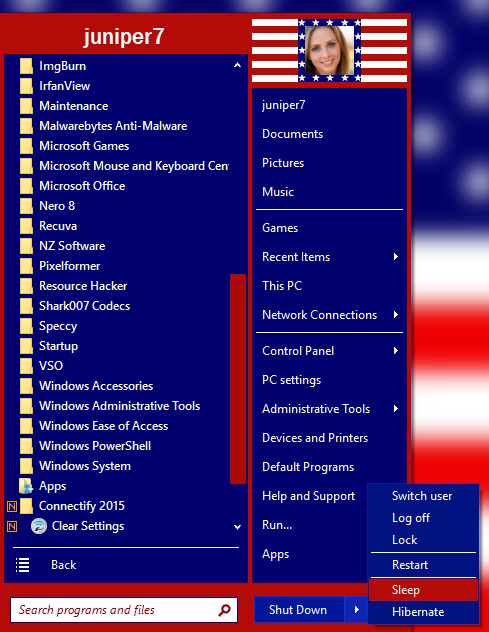 juniper7
ImgBurn
IrfanView
Maintenance
Malwarebytes Anti-Malware
Microsoft Games
Microsoft Mouse and Keyboard Cen
Microsoft Office
Nero 8
Recuva
NZ Software
Pixelformer
Resource Hacker
Shark007 Codecs
Speccy
Startup
VSO
Windows Accessories
Windows Administrative Tools
Windows Ease of Access
Windows PowerShell
Windows System
Apps
N Connectify 2015
N Clear Settings
Back
Search programs and files
juniper7
Documents
Pictures
Music
Games
Recent Items
This PC
Network Connections
Control Panel
PC settings
Administrative Tools
Devices and Printers
Default Programs
Help and Support
Run...
Apps
Shut Down
Switch user
Log off
Lock
Restart
Sleep
Hibernate